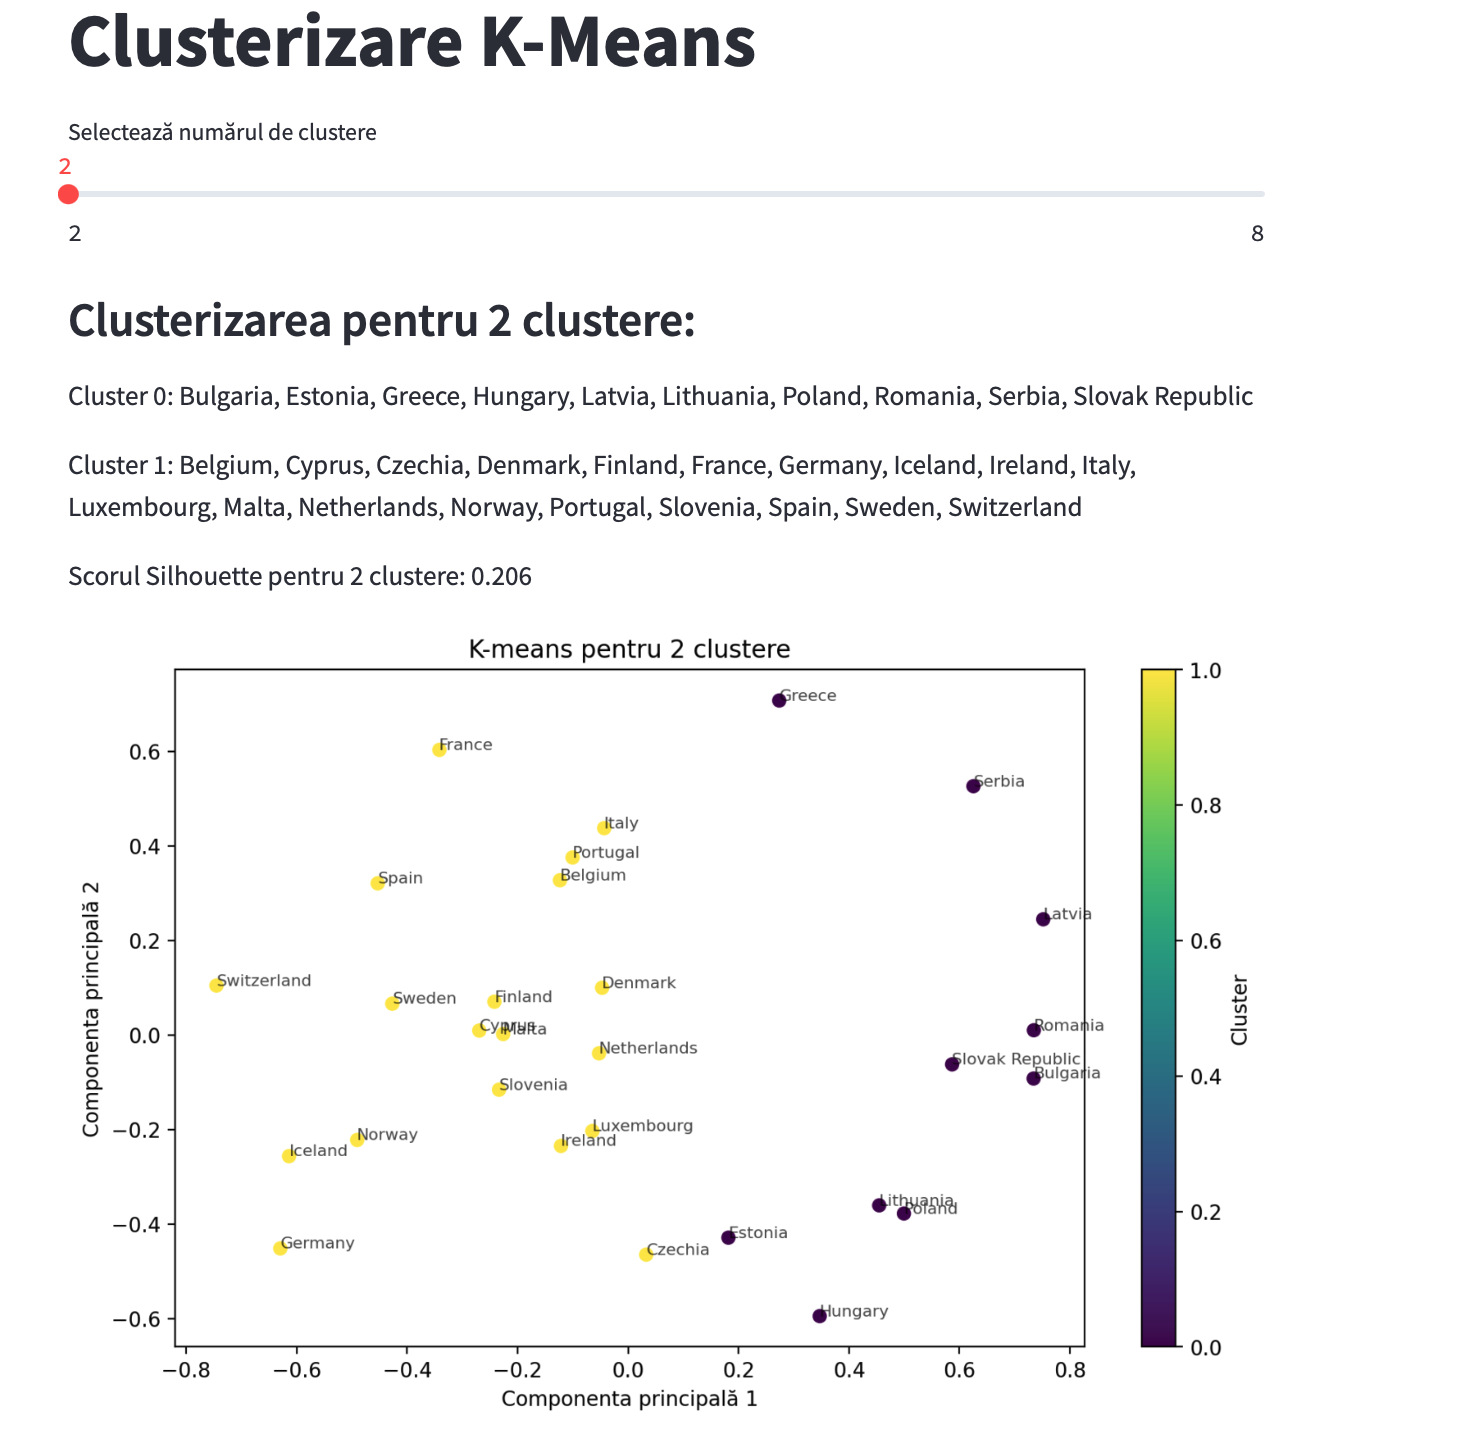 Clusterizare K-Means
Selectează numărul de clustere
2
2
8
Clusterizarea pentru 2 clustere:
Cluster 0: Bulgaria, Estonia, Greece, Hungary, Latvia, Lithuania, Poland, Romania, Serbia, Slovak Republic
Cluster 1: Belgium, Cyprus, Czechia, Denmark, Finland, France, Germany, Iceland, Ireland, Italy,
Luxembourg, Malta, Netherlands, Norway, Portugal, Slovenia, Spain, Sweden, Switzerland
Scorul Silhouette pentru 2 clustere: 0.206
K-means pentru 2 clustere
Greece
France
Serbia
Italy
Portugal
Belgium
Spain
Latvia
Switzerland
Denmark
Sweden
Finland
Cyprus
Malta
Romania
Netherlands
Slovak Republic
Bulgaria
Slovenia
Luxembourg
Norway
Ireland
Iceland
Lithuania
Poland
Estonia
Germany
Czechia
Hungary
0.6
0.4
0.2
0.0
−0.2
−0.4
−0.6
Componenta principală 2
−0.8
−0.6
−0.4
−0.2
0.0
0.2
0.4
0.6
0.8
Componenta principală 1
1.0
0.8
0.6
0.4
0.2
0.0
Cluster